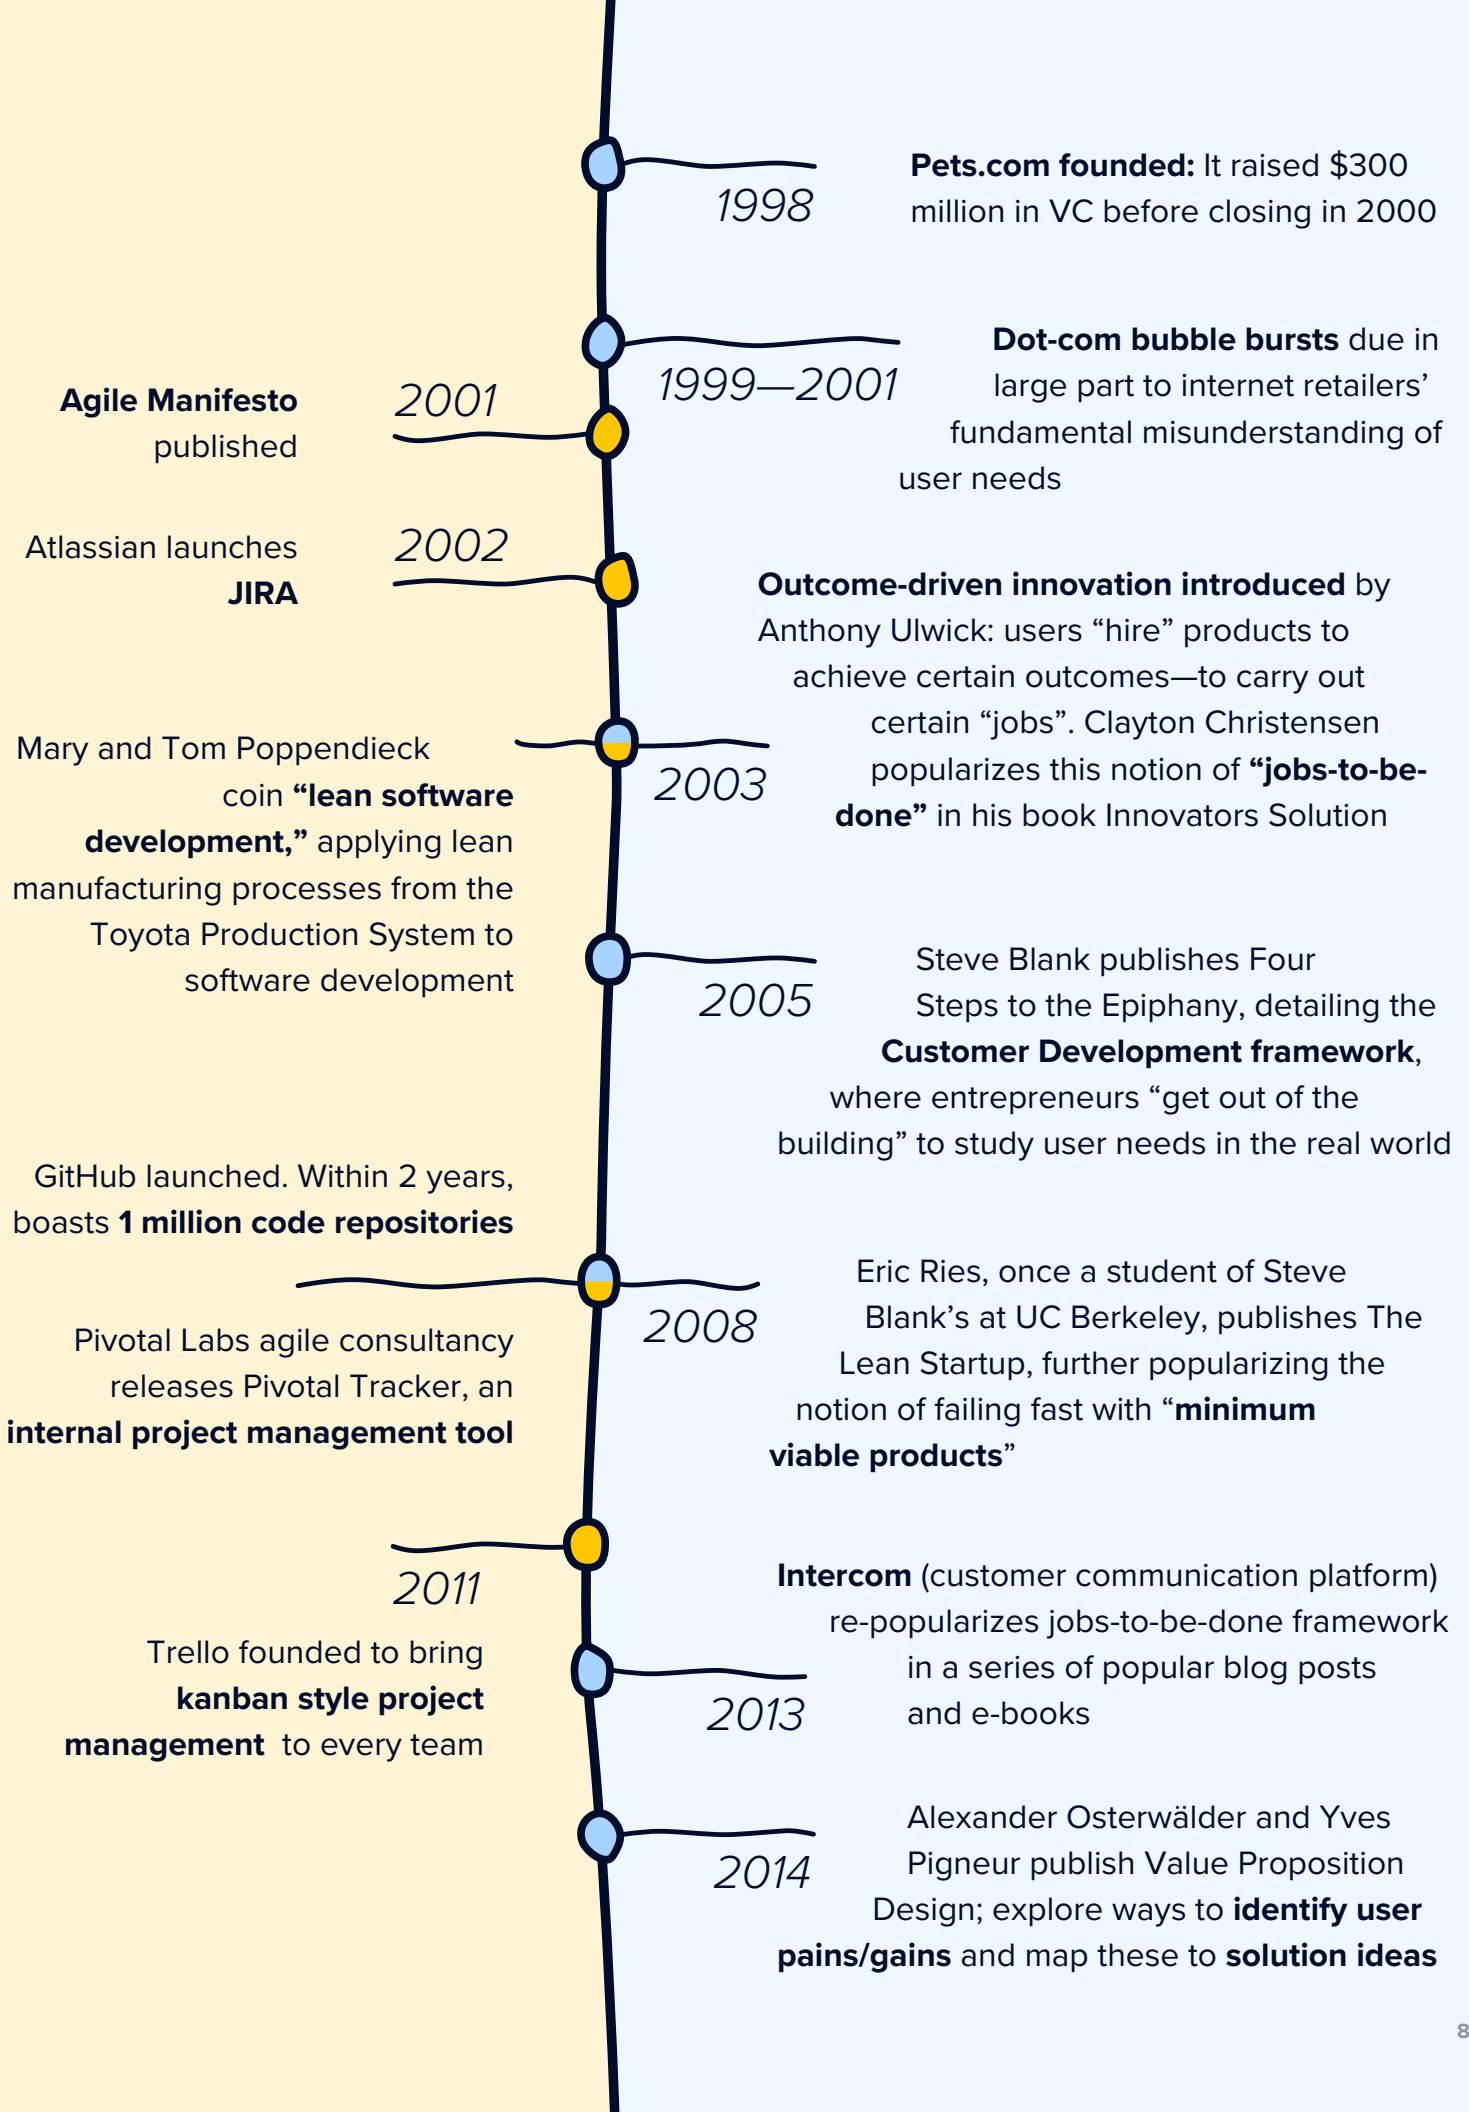 1998
Pets.com founded: It raised $300
million in VC before closing in 2000
1999—2001
Dot-com bubble bursts due in
large part to internet retailers’
fundamental misunderstanding of
user needs
Agile Manifesto
published
2001
Atlassian launches
JIRA
2002
Mary and Tom Poppendieck
coin “lean software
development,” applying lean
manufacturing processes from the
Toyota Production System to
software development
2003
Outcome-driven innovation introduced by
Anthony Ulwick: users “hire” products to
achieve certain outcomes—to carry out
certain “jobs”. Clayton Christensen
popularizes this notion of “jobs-to-be-
done” in his book Innovators Solution
2005
Steve Blank publishes Four
Steps to the Epiphany, detailing the
Customer Development framework,
where entrepreneurs “get out of the
building” to study user needs in the real world
GitHub launched. Within 2 years,
boasts 1 million code repositories
Pivotal Labs agile consultancy
releases Pivotal Tracker, an
internal project management tool
2008
Eric Ries, once a student of Steve
Blank’s at UC Berkeley, publishes The
Lean Startup, further popularizing the
notion of failing fast with “minimum
viable products”
2011
Trello founded to bring
kanban style project
management to every team
2013
Intercom (customer communication platform)
re-popularizes jobs-to-be-done framework
in a series of popular blog posts
and e-books
2014
Alexander Osterwälder and Yves
Pigneur publish Value Proposition
Design; explore ways to identify user
pains/gains and map these to solution ideas
8